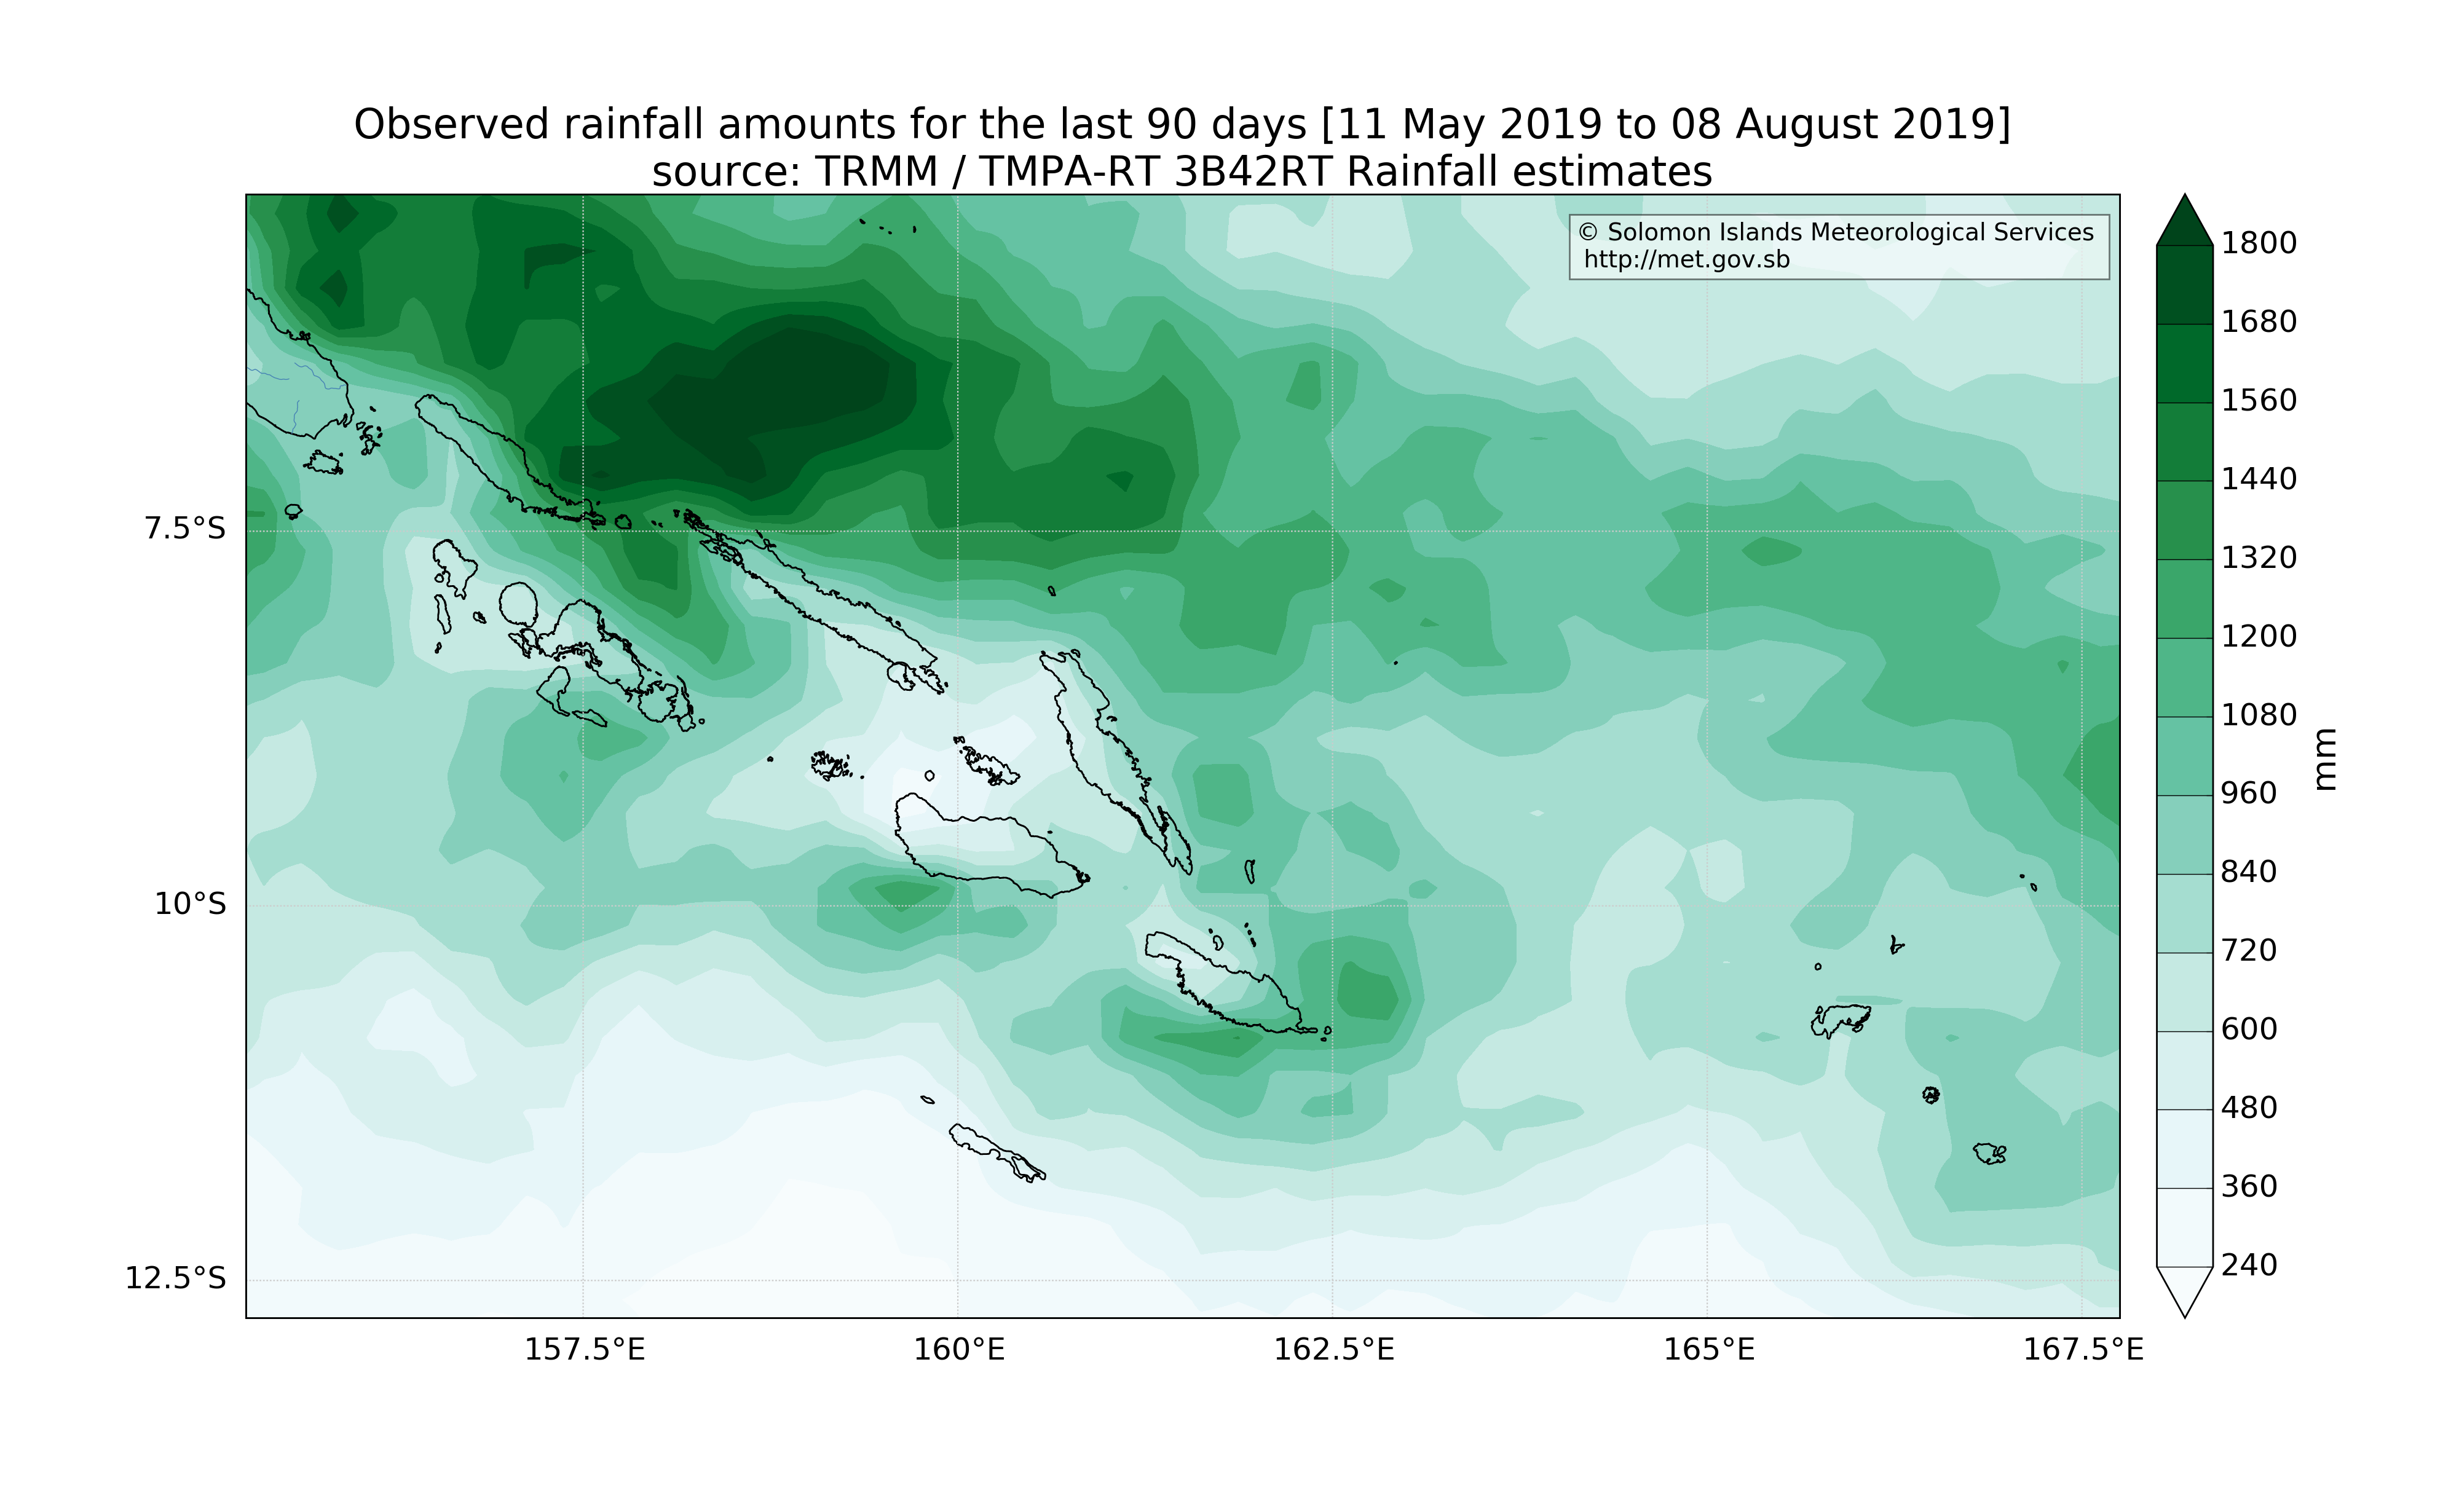 Observed rainfall amounts for the last 90 days [11 May 2019 to 08 August 2019]
source: TRMM / TMPA-RT 3B42RT Rainfall estimates
© Solomon Islands Meteorological Services
http://met.gov.sb
7.5°S
10°S
12.5°S
157.5°E
160°E
162.5°E
165°E
167.5°E
1800
1680
1560
1440
1320
1200
1080
960
840
720
600
480
360
240
mm